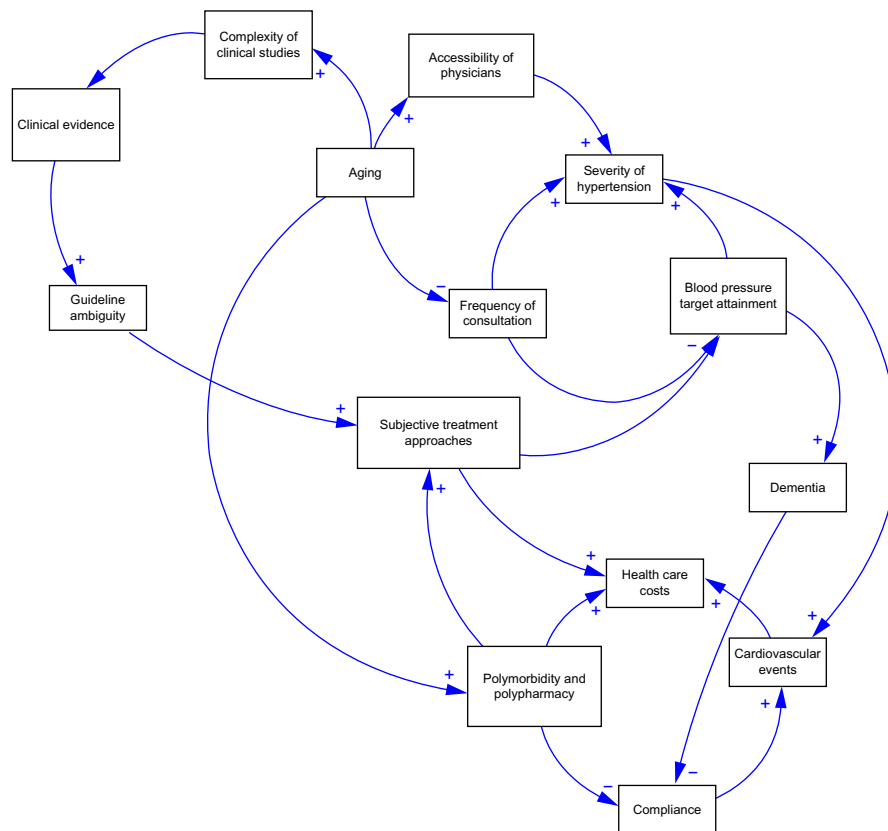 Complexity of
clinical studies
+
Accessibility of
physicians
+
Clinical evidence
+
Aging
+
Severity of
hypertension
+
+
+
Guideline
ambiguity
−
Frequency of
consultation
Blood pressure
target attainment
−
+
Subjective treatment
approaches
+
+
Dementia
+
Health care
costs
+
+
+
Polymorbidity and
polypharmacy
+
Cardiovascular
events
+
−
−
Compliance